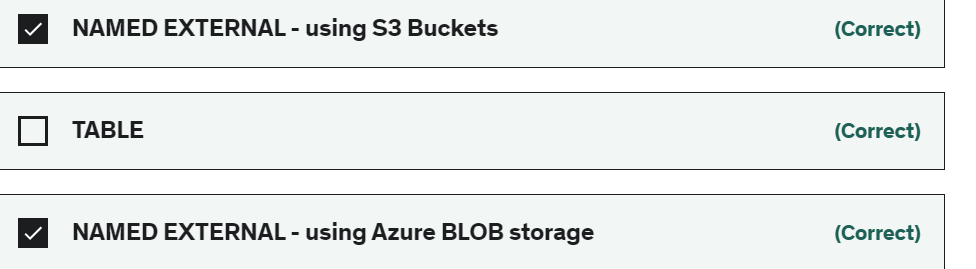 NAMED EXTERNAL - using S3 Buckets (Correct)
TABLE (Correct)
NAMED EXTERNAL - using Azure BLOB storage (Correct)